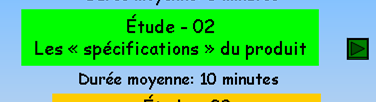 Étude - 02
Les « spécifications » du produit
Durée moyenne: 10 minutes